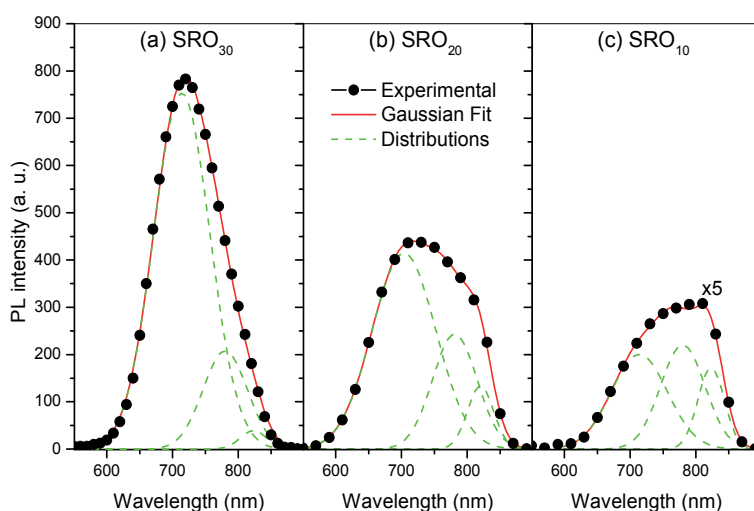 900
800
700
600
500
400
300
200
100
0
PL intensity (a. u.)
(a) SRO30
(b) SRO20
(c) SRO10
Experimental
Gaussian Fit
Distributions
x5
600 700 800
600 700 800
600 700 800
Wavelength (nm)
Wavelength (nm)
Wavelength (nm)